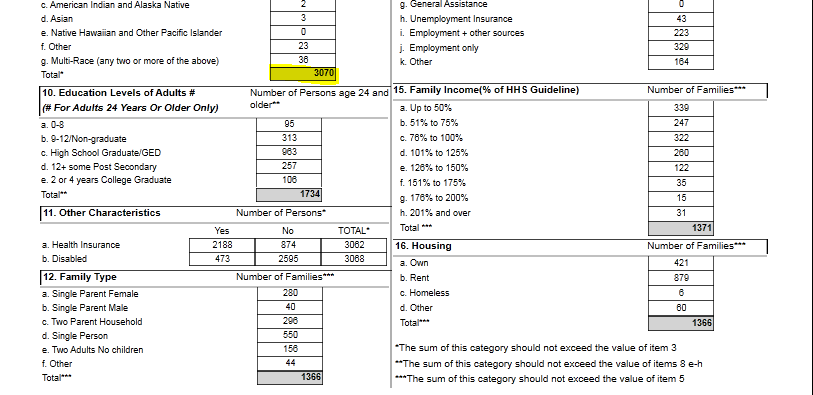 c. American Indian and Alaska Native 2
d. Asian 3
e. Native Hawaiian and Other Pacific Islander 0
f. Other 23
g. Multi-Race (any two or more of the above) 36
Total* 3070
10. Education Levels of Adults # Number of Persons age 24 and
(# For Adults 24 Years Or Older Only) older**
a. 0-8 95
b. 9-12/Non-graduate 313
c. High School Graduate/GED 963
d. 12+ some Post Secondary 257
e. 2 or 4 years College Graduate 106
Total** 1734
11. Other Characteristics Number of Persons*
Yes No TOTAL*
a. Health Insurance 2188 874 3062
b. Disabled 473 2595 3068
12. Family Type Number of Families***
a. Single Parent Female 280
b. Single Parent Male 40
c. Two Parent Household 296
d. Single Person 550
e. Two Adults No children 156
f. Other 44
Total*** 1366
g. General Assistance 0
h. Unemployment Insurance 43
i. Employment + other sources 223
j. Employment only 329
k. Other 164
15. Family Income(% of HHS Guideline) Number of Families***
a. Up to 50% 339
b. 51% to 75% 247
c. 76% to 100% 322
d. 101% to 125% 260
e. 126% to 150% 122
f. 151% to 175% 35
g. 176% to 200% 15
h. 201% and over 31
Total *** 1371
16. Housing Number of Families***
a. Own 421
b. Rent 879
c. Homeless 6
d. Other 60
Total*** 1366
*The sum of this category should not exceed the value of item 3
**The sum of this category should not exceed the value of items 8 e-h
***The sum of this category should not exceed the value of item 5